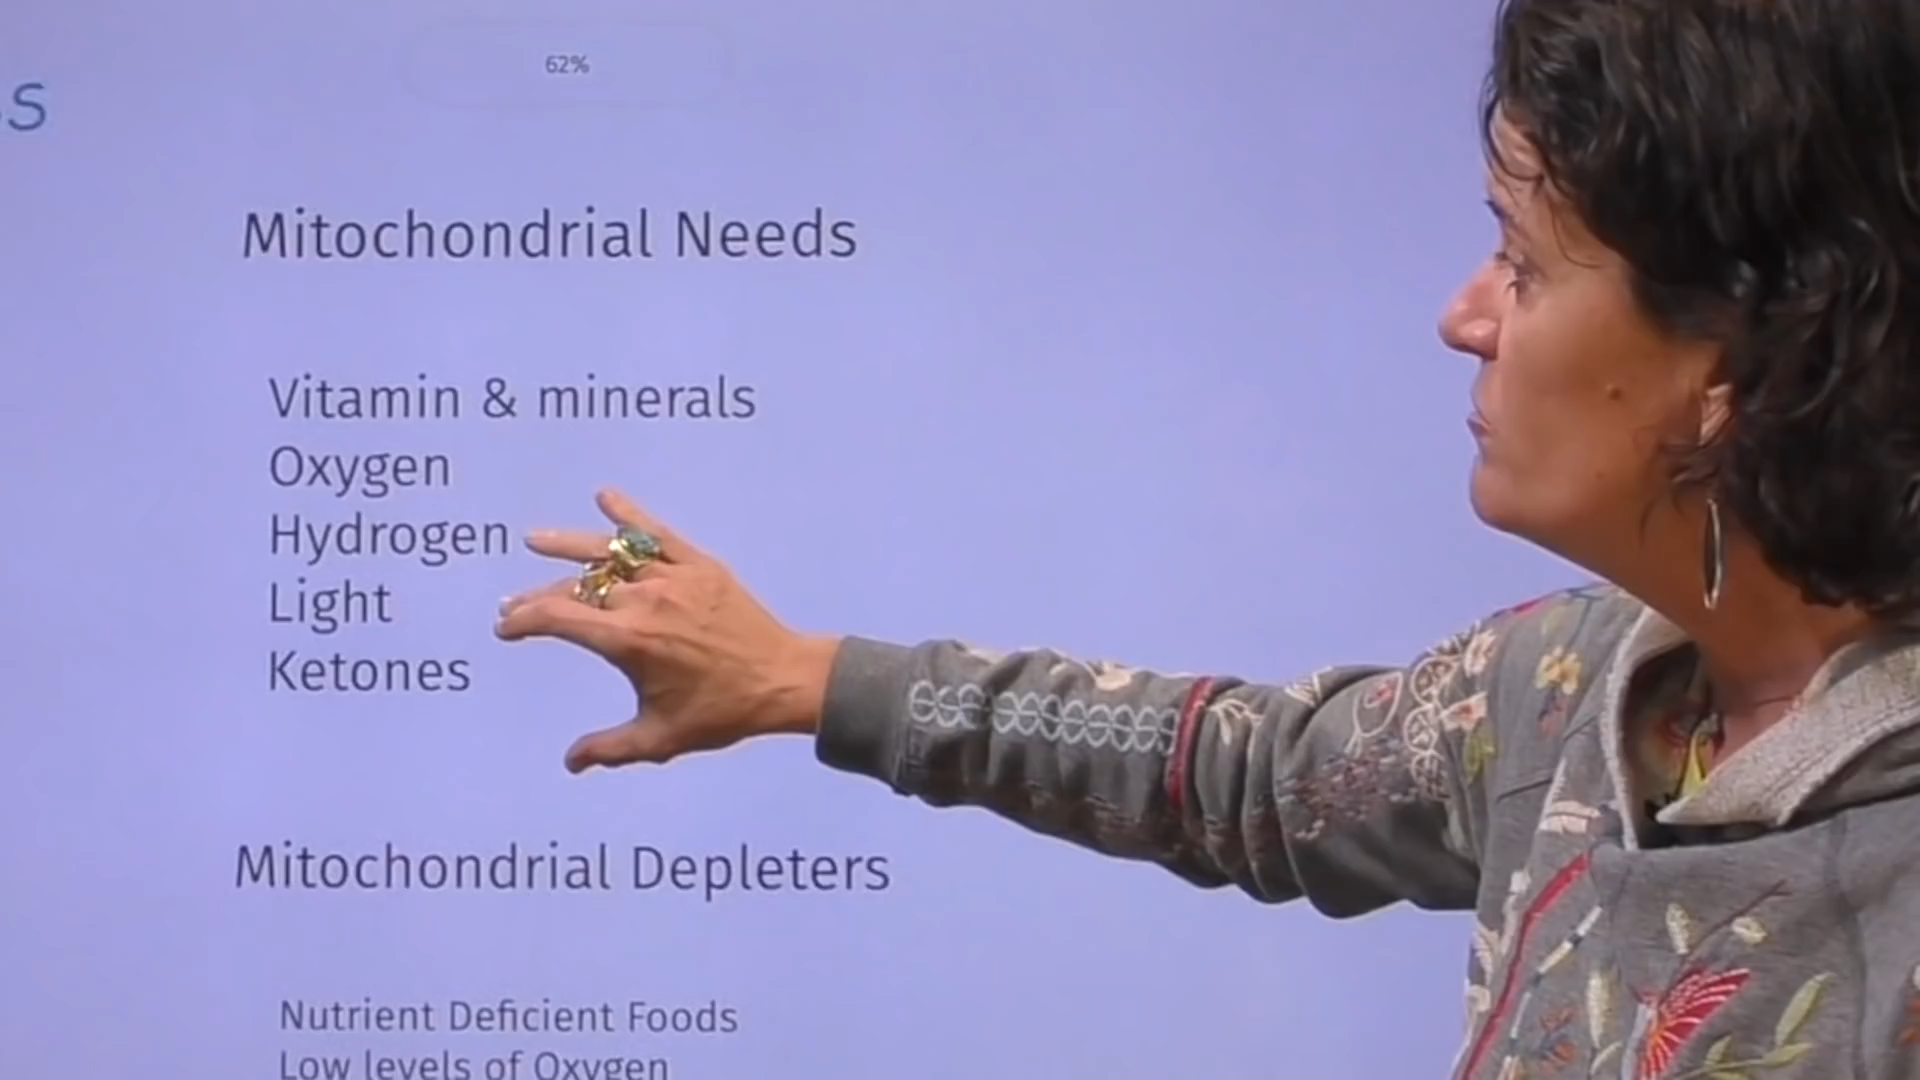 62%
s
Mitochondrial Needs
Vitamin & minerals
Oxygen
Hydrogen
Light
Ketones
Mitochondrial Depleters
Nutrient Deficient Foods
Low levels of Oxygen